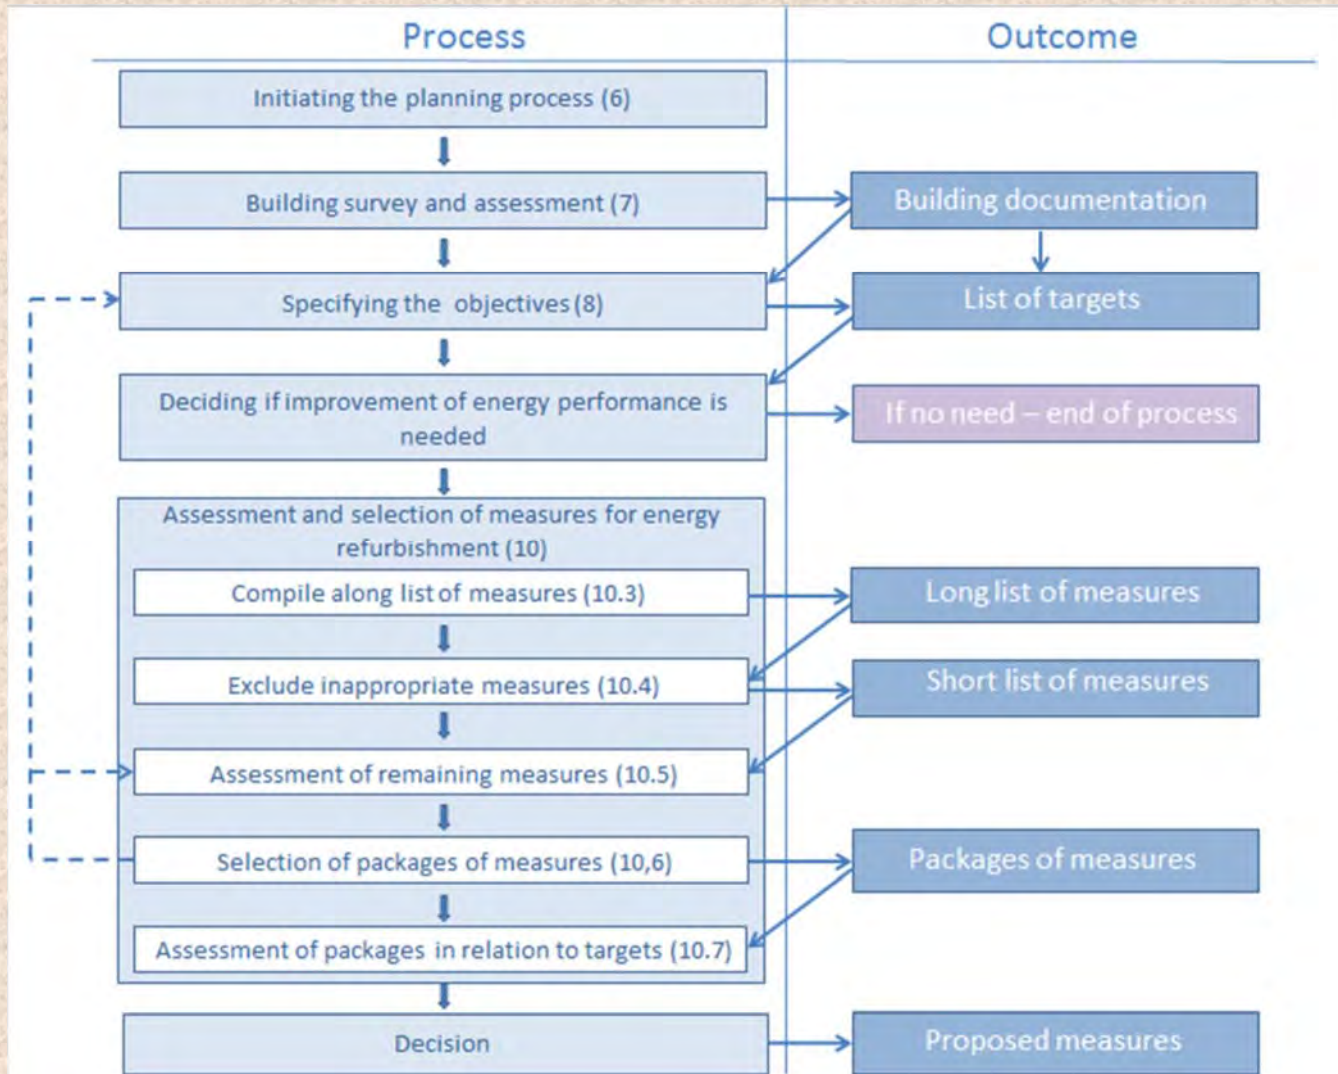 Process
Outcome
Initiating the planning process (6)
Building survey and assessment (7)
Building documentation
Specifying the objectives (8)
List of targets
Deciding if improvement of energy performance is
needed
If no need – end of process
Assessment and selection of measures for energy
refurbishment (10)
Compile along list of measures (10.3)
Long list of measures
Exclude inappropriate measures (10.4)
Short list of measures
Assessment of remaining measures (10.5)
Selection of packages of measures (10,6)
Packages of measures
Assessment of packages in relation to targets (10.7)
Decision
Proposed measures